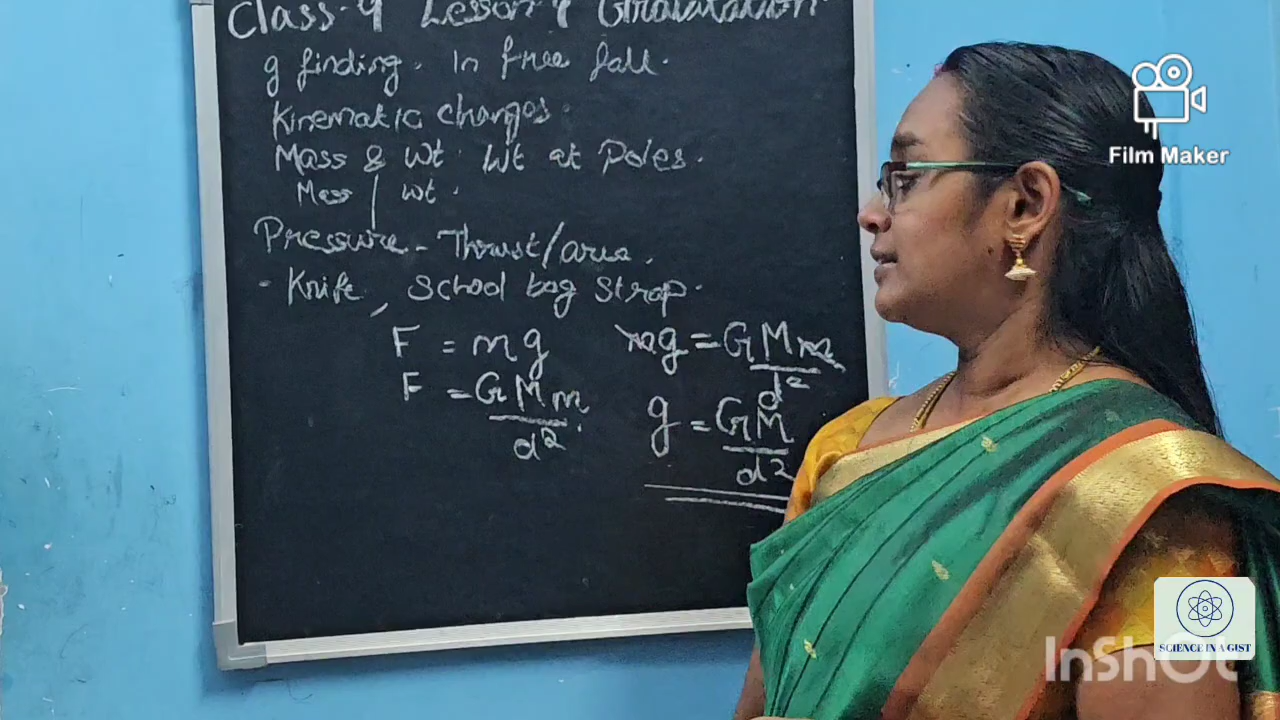 Class-9 Lesson 9 Gravitation
g finding. In free fall.
Kinematic changes.
Mass & Wt. Wt at Poles.
Mass | wt.
Pressure - Thrust/area.
- Knife, School bag strap.
F = mg
F = GMm/d²
mg = GMm/d²
g = GM/d²
Film Maker
SCIENCE IN A GIST
InShOt